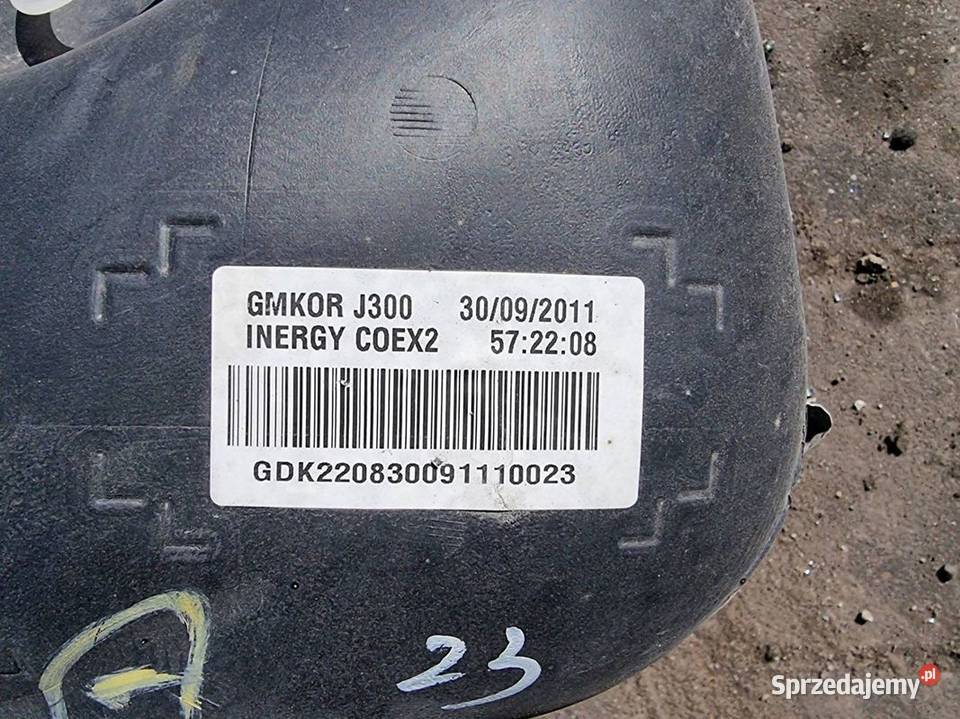 GMKOR J300 30/09/2011
INERGY COEX2 57:22:08
GDK220830091110023
23
Sprzedajemy.pl